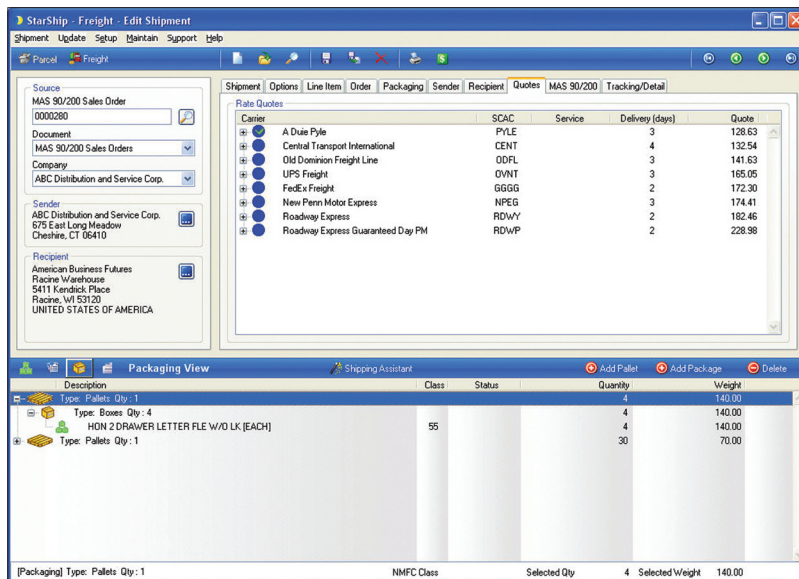 StarShip - Freight - Edit Shipment
Shipment Update Setup Maintain Support Help
Parcel Freight
Source
MAS 90/200 Sales Order
0000280
Document
MAS 90/200 Sales Orders
Company
ABC Distribution and Service Corp.
Sender
ABC Distribution and Service Corp.
675 East Long Meadow
Cheshire, CT 06410
Recipient
American Business Futures
Racine Warehouse
5411 Kendrick Place
Racine, WI 53120
UNITED STATES OF AMERICA
Shipment Options Line Item Order Packaging Sender Recipient Quotes MAS 90/200 Tracking/Detail
Rate Quotes
Carrier SCAC Service Delivery (days) Quote
A Duie Pyle PYLE 3 128.63
Central Transport International CENT 4 132.54
Old Dominion Freight Line ODFL 3 141.63
UPS Freight OVNT 3 165.05
FedEx Freight GGGG 2 172.30
New Penn Motor Express NPEG 3 174.41
Roadway Express RDWY 2 182.46
Roadway Express Guaranteed Day PM RDWP 2 228.98
Packaging View Shipping Assistant Add Pallet Add Package Delete
Description Class Status Quantity Weight
Type: Pallets Qty : 1 4 140.00
Type: Boxes Qty : 4 4 140.00
HON 2 DRAWER LETTER FLE W/O LK [EACH] 55 4 140.00
Type: Pallets Qty : 1 30 70.00
[Packaging] Type: Pallets Qty : 1 NMFC Class Selected Qty 4 Selected Weight 140.00